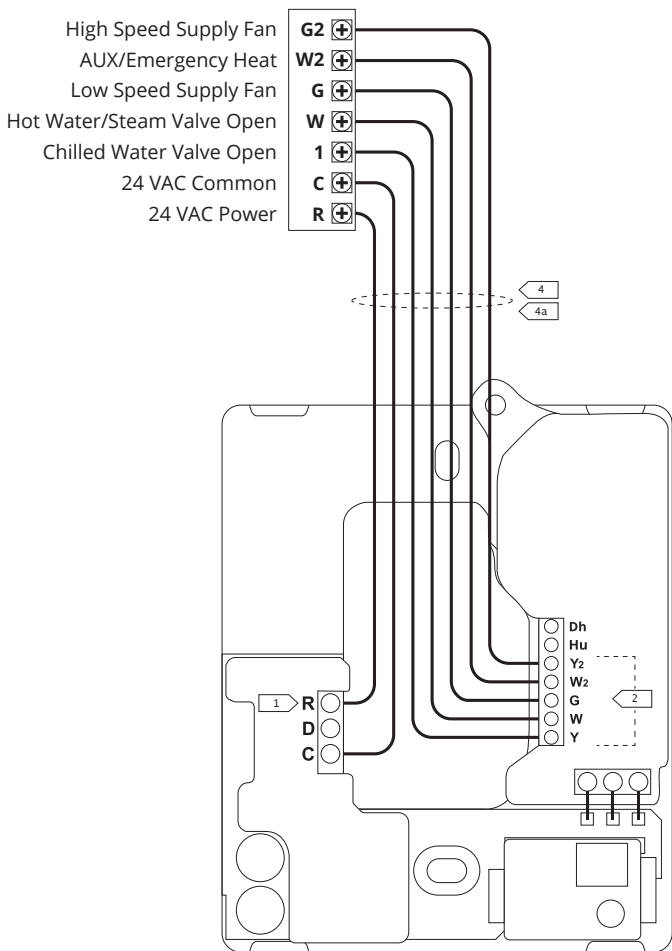 High Speed Supply Fan G2
AUX/Emergency Heat W2
Low Speed Supply Fan G
Hot Water/Steam Valve Open W
Chilled Water Valve Open 1
24 VAC Common C
24 VAC Power R
4
4a
Dh
Hu
Y2
W2
G
W
Y
2
1 R
D
C